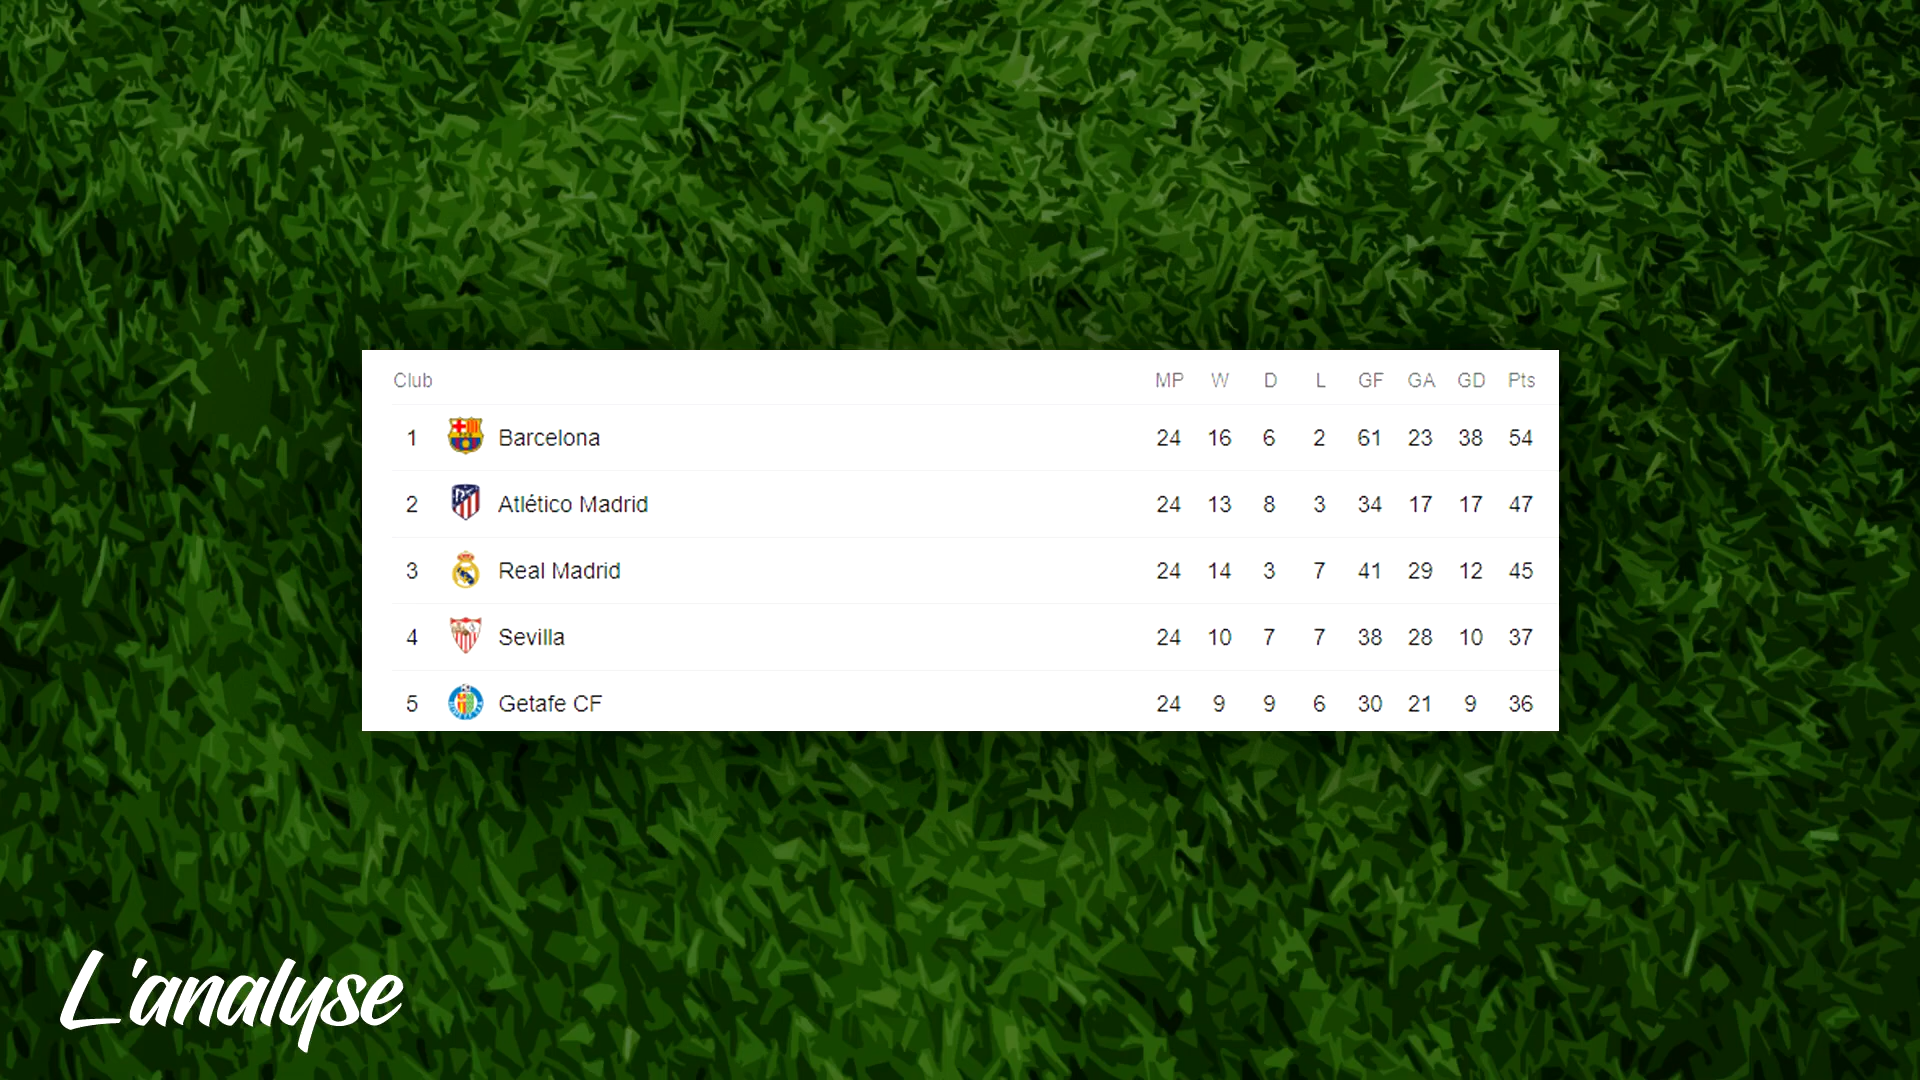 Club MP W D L GF GA GD Pts
1 Barcelona 24 16 6 2 61 23 38 54
2 Atlético Madrid 24 13 8 3 34 17 17 47
3 Real Madrid 24 14 3 7 41 29 12 45
4 Sevilla 24 10 7 7 38 28 10 37
5 Getafe CF 24 9 9 6 30 21 9 36
L'analyse